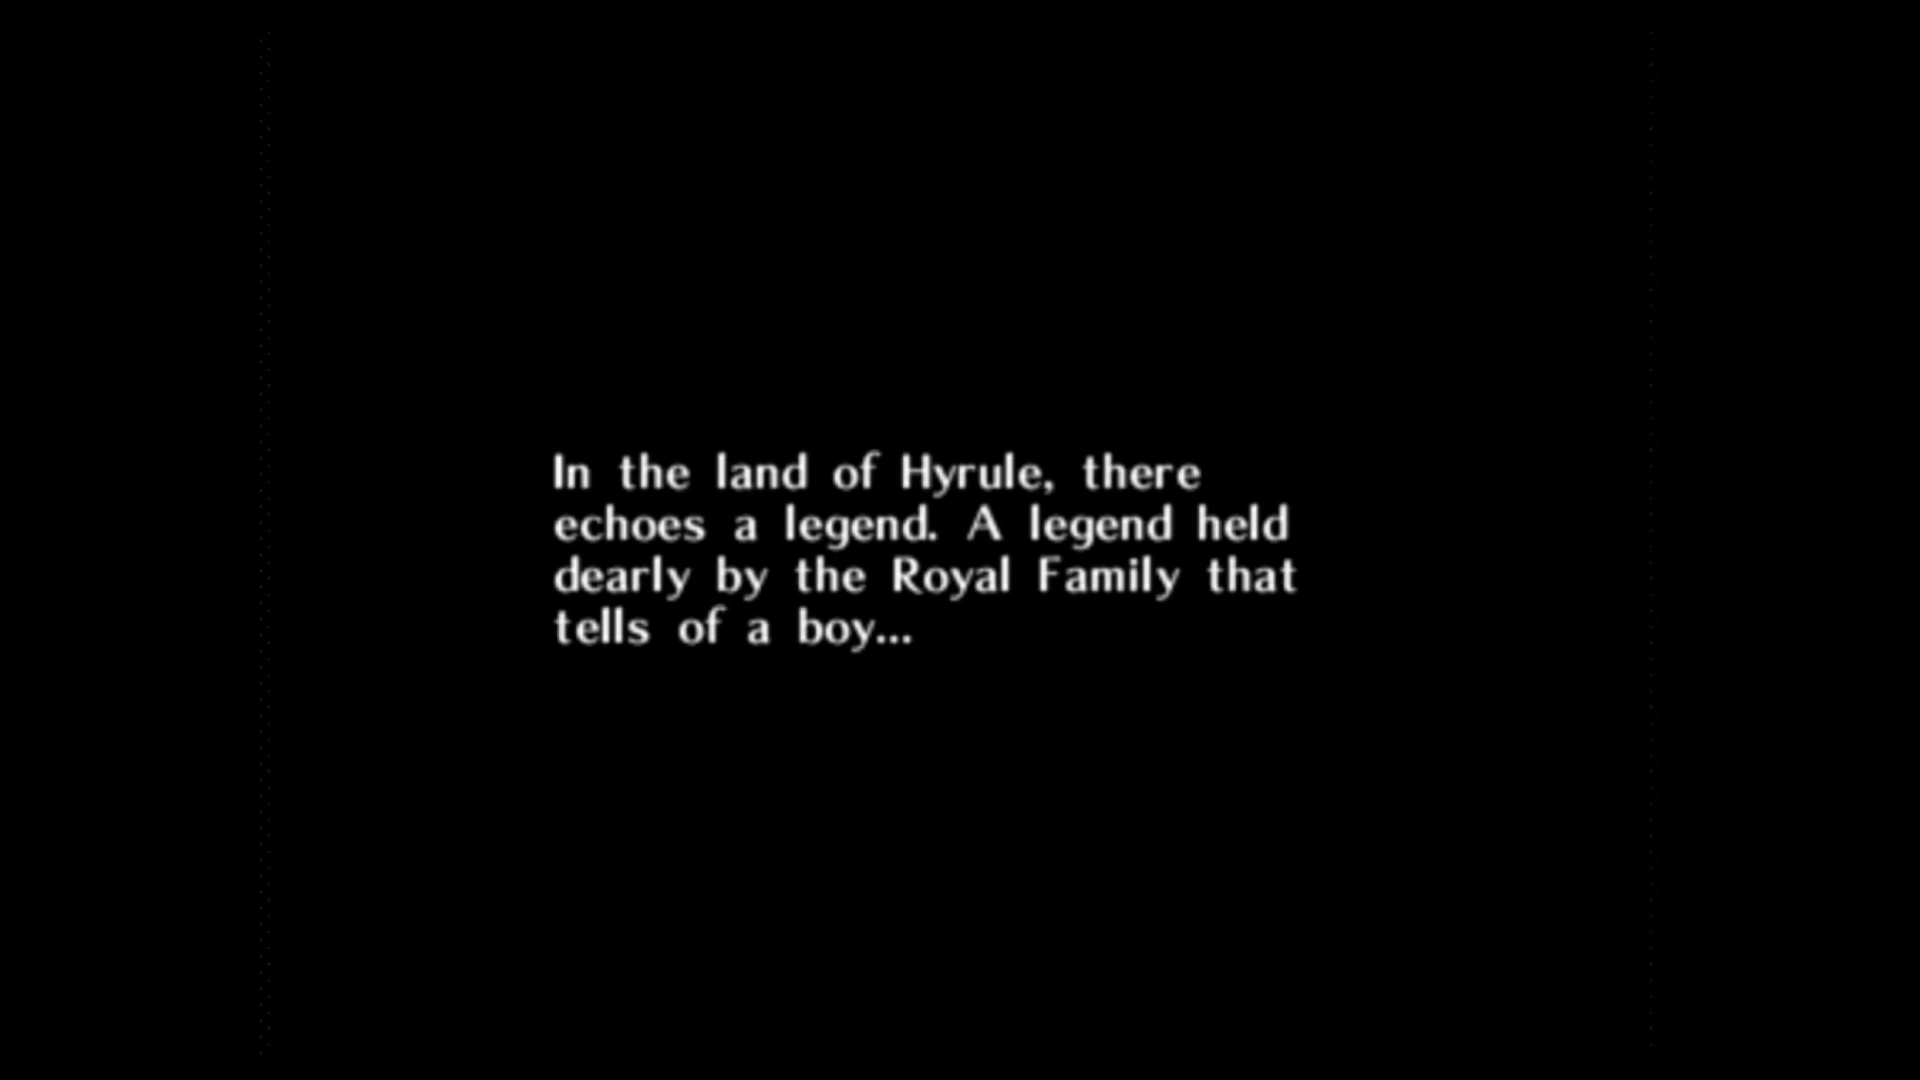 In the land of Hyrule, there
echoes a legend. A legend held
dearly by the Royal Family that
tells of a boy...